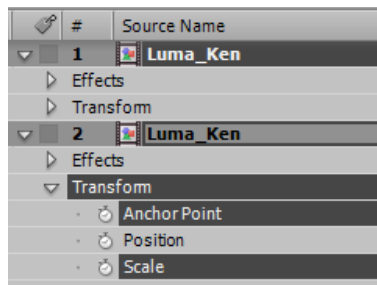 # Source Name
1 Luma_Ken
Effects
Transform
2 Luma_Ken
Effects
Transform
Anchor Point
Position
Scale